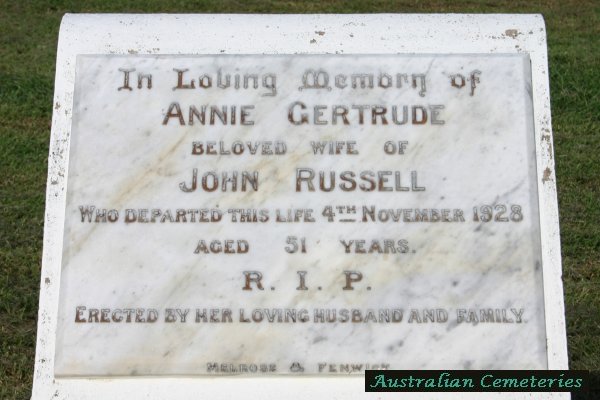 In Loving Memory of
ANNIE GERTRUDE
BELOVED WIFE OF
JOHN RUSSELL
WHO DEPARTED THIS LIFE 4TH NOVEMBER 1928
AGED 51 YEARS.
R. I. P.
ERECTED BY HER LOVING HUSBAND AND FAMILY.
MELROSE & FENWICK
Australian Cemeteries